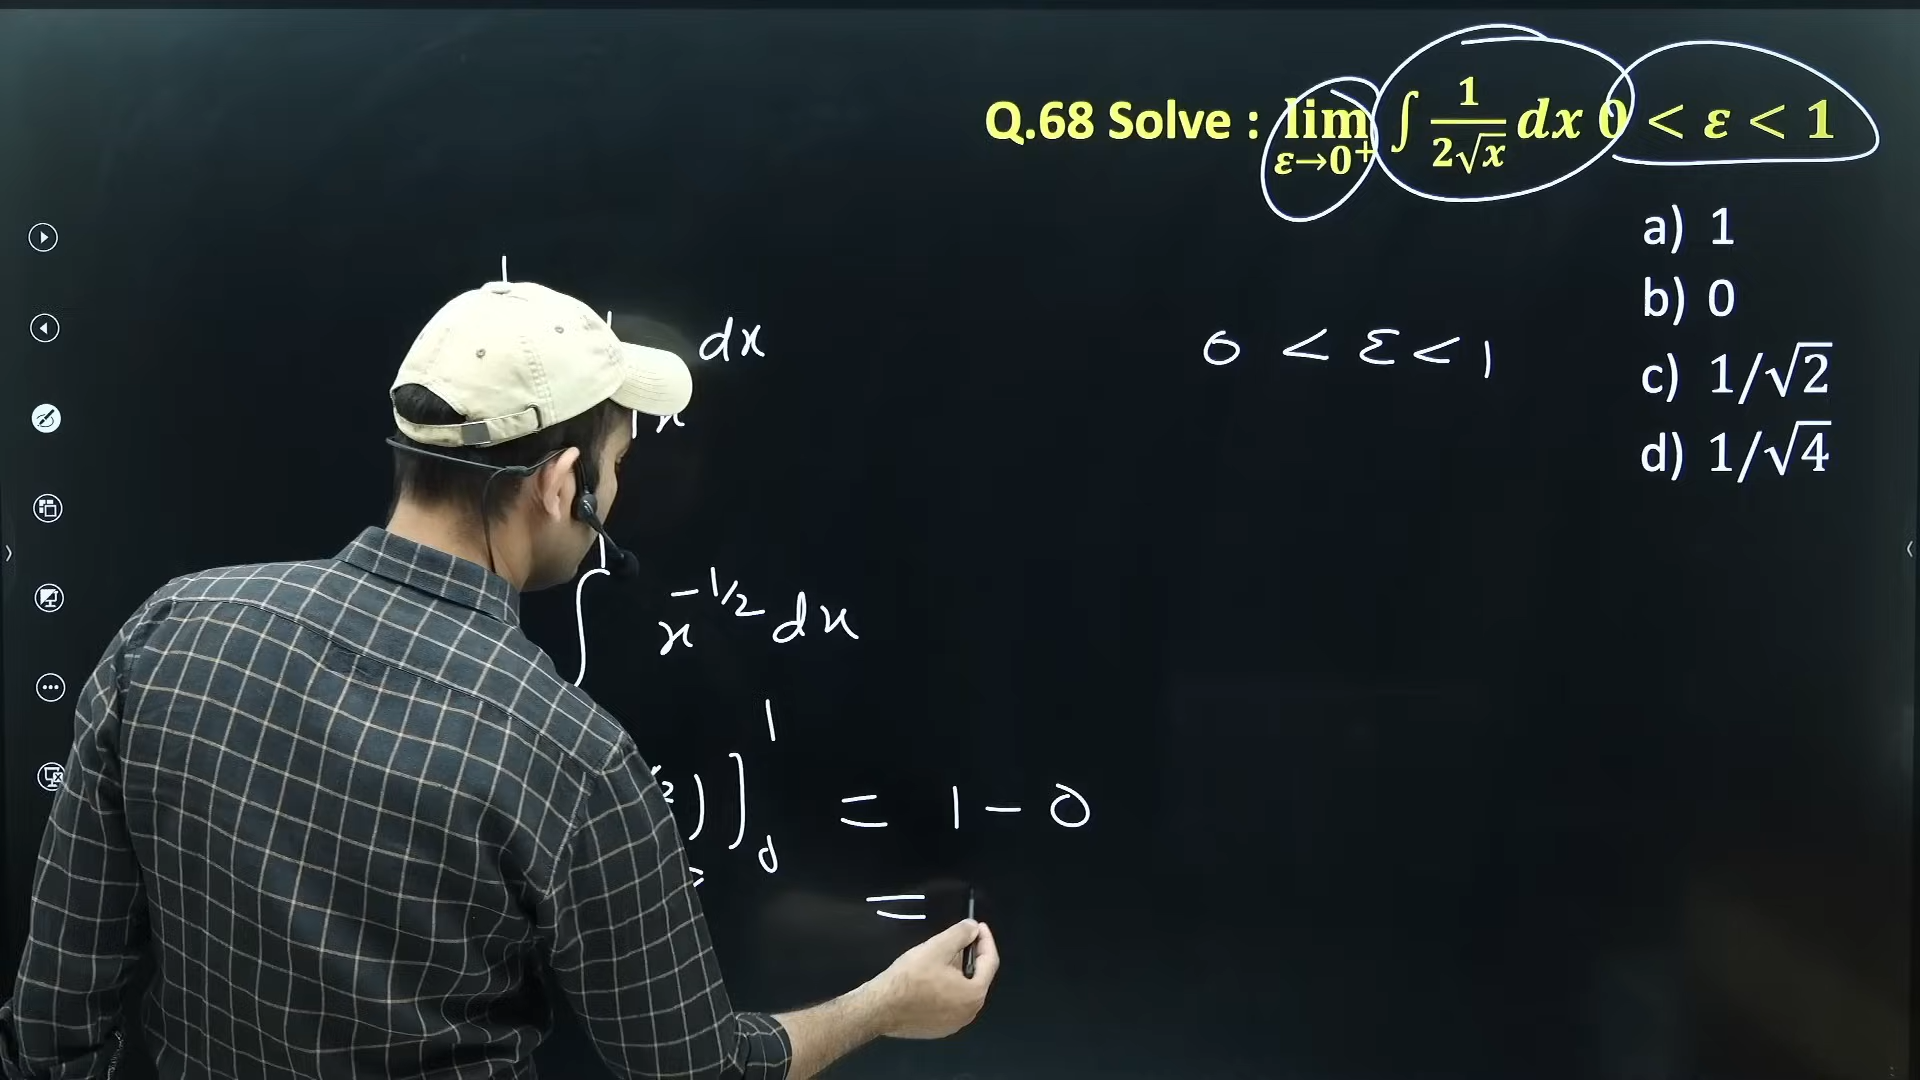 Q.68 Solve : lim ε→0⁺ ∫ 1/2√x dx 0 < ε < 1
a) 1
b) 0
c) 1/√2
d) 1/√4
dx
0 < ε < 1
x
∫ x^-1/2 dx
)]
1
0
= 1 - 0
=